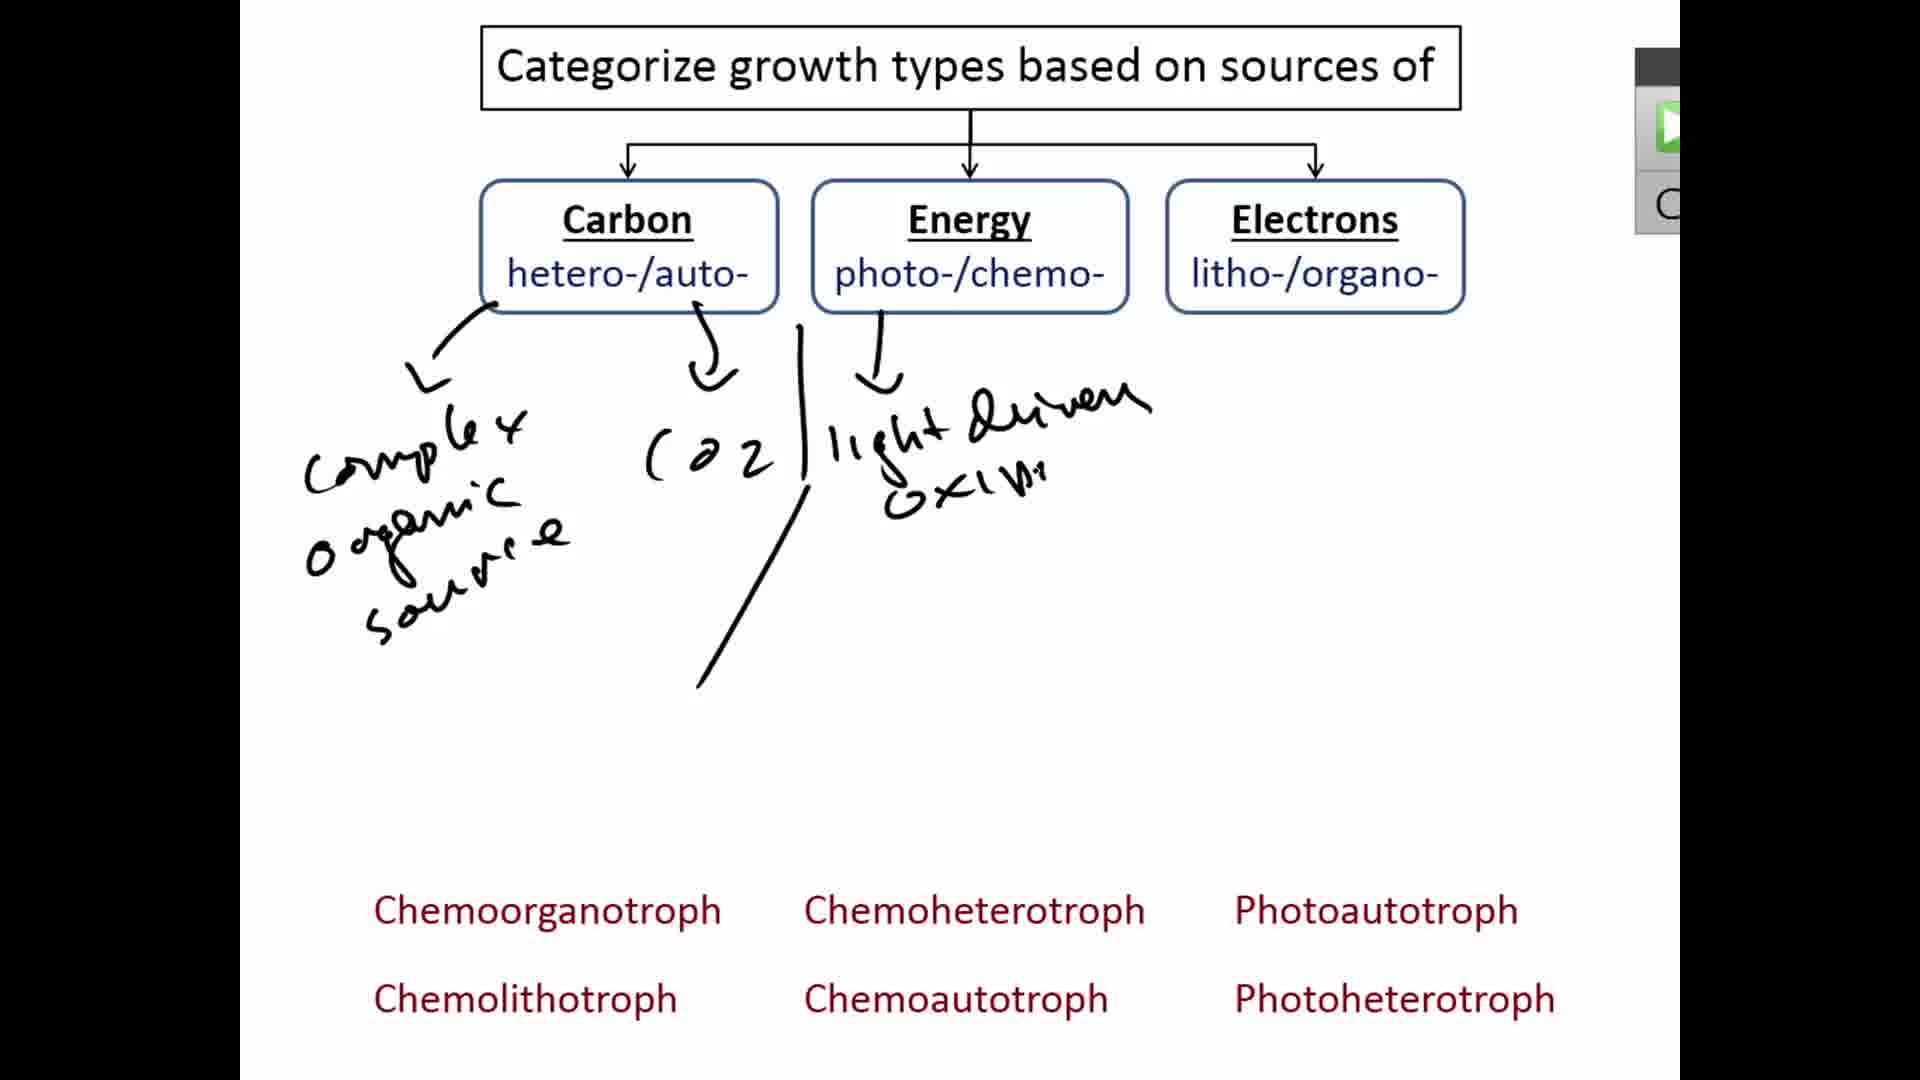 Categorize growth types based on sources of
Carbon
hetero-/auto-
Energy
photo-/chemo-
Electrons
litho-/organo-
complex
organic
source
CO2
light driven
Chemoorganotroph
Chemoheterotroph
Photoautotroph
Chemolithotroph
Chemoautotroph
Photoheterotroph